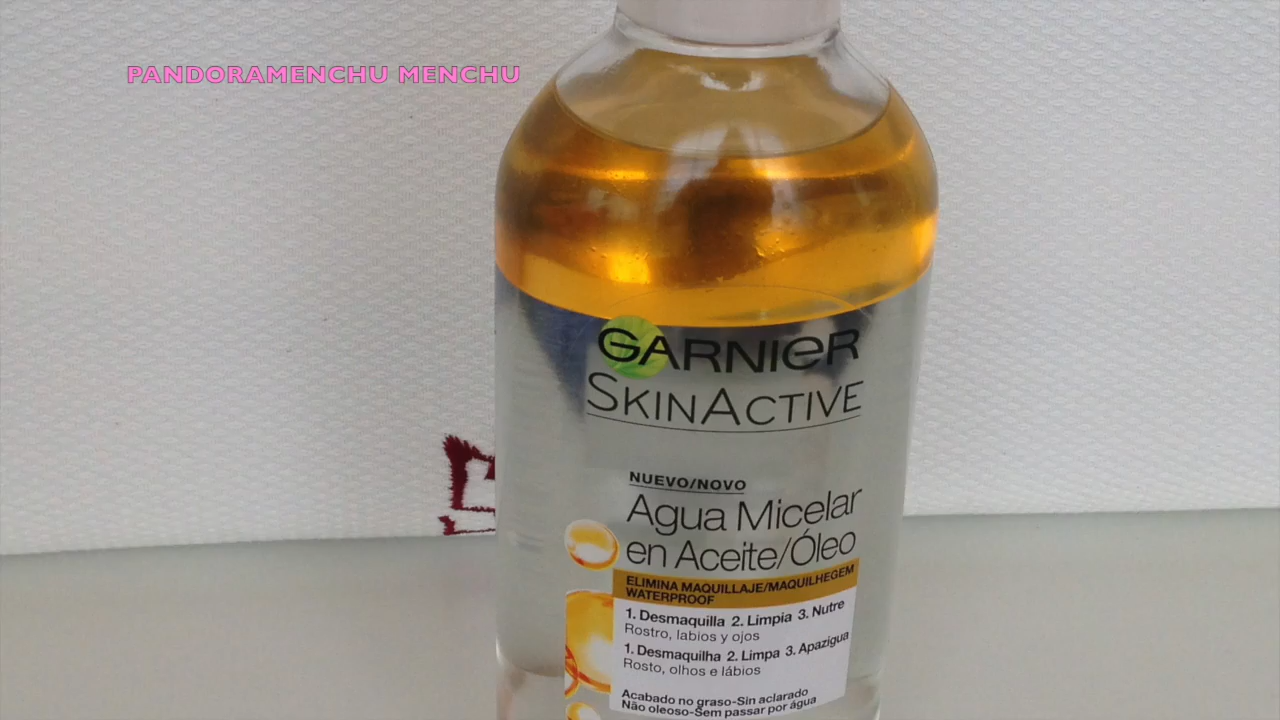 PANDORAMENCHU MENCHU
GARNIER
SKINACTIVE
NUEVO/NOVO
Agua Micelar
en Aceite/Óleo
ELIMINA MAQUILLAJE/MAQUILHEGEM
WATERPROOF
1. Desmaquilla 2. Limpia 3. Nutre
Rostro, labios y ojos
1. Desmaquilha 2. Limpa 3. Apazigua
Rosto, olhos e lábios
Acabado no graso-Sin aclarado
Não oleoso-Sem passar por água